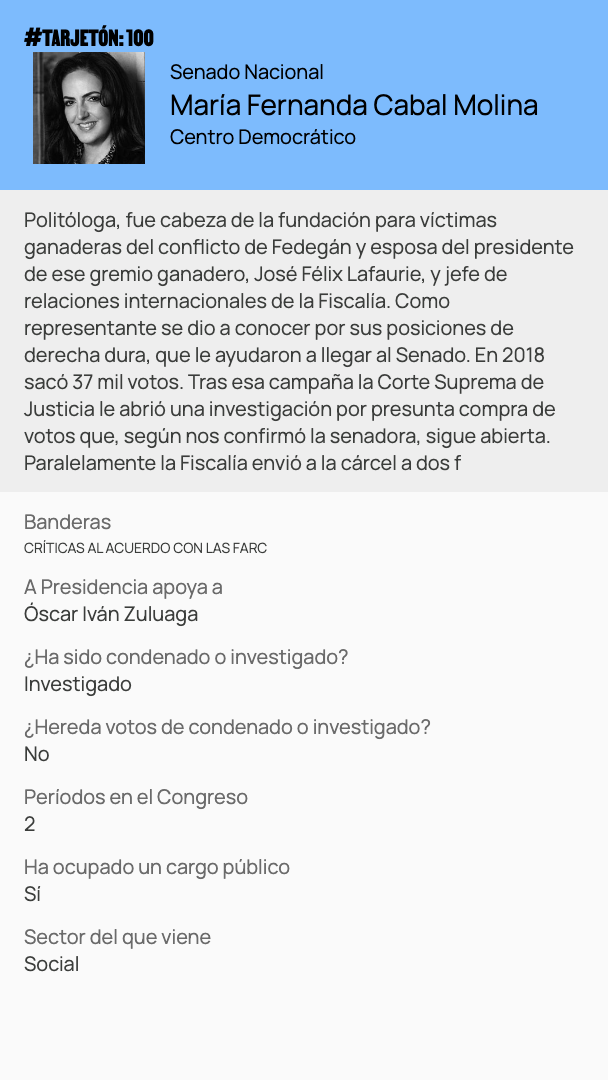 #TARJETÓN: 100
Senado Nacional
María Fernanda Cabal Molina
Centro Democrático
Politóloga, fue cabeza de la fundación para víctimas
ganaderas del conflicto de Fedegán y esposa del presidente
de ese gremio ganadero, José Félix Lafaurie, y jefe de
relaciones internacionales de la Fiscalía. Como
representante se dio a conocer por sus posiciones de
derecha dura, que le ayudaron a llegar al Senado. En 2018
sacó 37 mil votos. Tras esa campaña la Corte Suprema de
Justicia le abrió una investigación por presunta compra de
votos que, según nos confirmó la senadora, sigue abierta.
Paralelamente la Fiscalía envió a la cárcel a dos f
Banderas
CRÍTICAS AL ACUERDO CON LAS FARC
A Presidencia apoya a
Óscar Iván Zuluaga
¿Ha sido condenado o investigado?
Investigado
¿Hereda votos de condenado o investigado?
No
Períodos en el Congreso
2
Ha ocupado un cargo público
Sí
Sector del que viene
Social